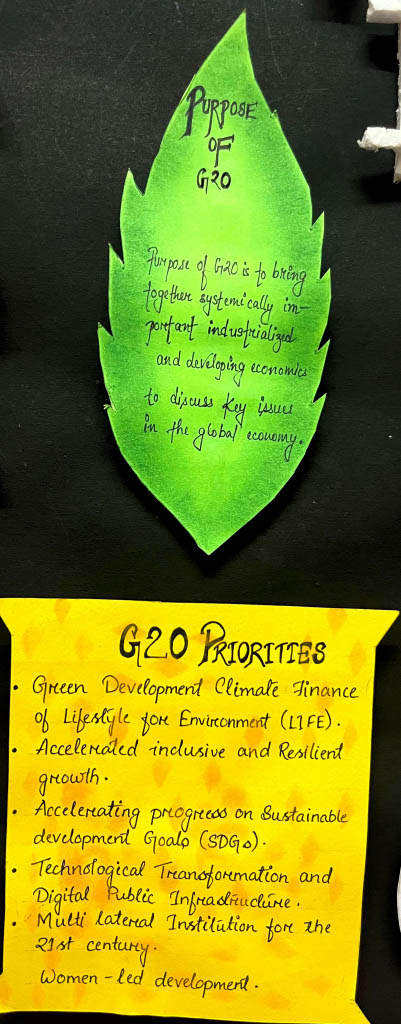 PURPOSE
OF
G20
Purpose of G20 is to bring
together systemically im-
portant industrialized
and developing economics
to discuss key issue
in the global economy.
G20 PRIORITIES
• Green Development Climate Finance
of Lifestyle for Environment (LIFE).
• Accelerated inclusive and Resilient
growth.
• Accelerating progress on Sustainable
development Goals (SDGs).
• Technological Transformation and
Digital Public Infrastructure.
• Multi lateral Institution for the
21st century.
Women-led development.